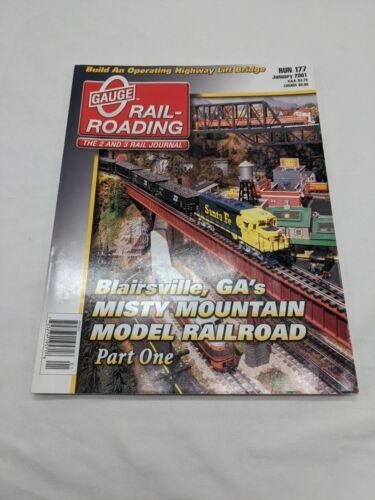 Build An Operating Highway Lift Bridge
RUN 177
January 2001
GAUGE
RAIL-
ROADING
THE 2 AND 3 RAIL JOURNAL
Santa Fe
Blairsville, GA's
MISTY MOUNTAIN
MODEL RAILROAD
Part One